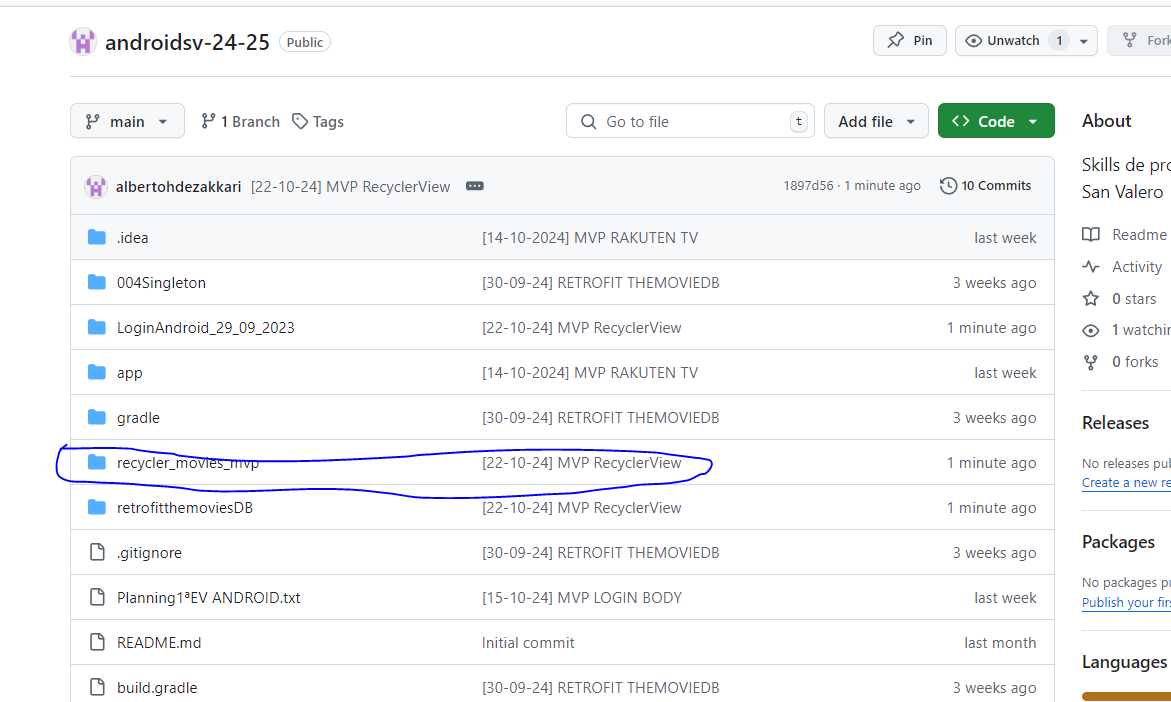 androidsv-24-25 Public
Pin
Unwatch 1
Fork
main
1 Branch
Tags
Go to file t
Add file
Code
About
albertohdezakkari [22-10-24] MVP RecyclerView
1897d56 · 1 minute ago
10 Commits
Skills de pro
San Valero
.idea [14-10-2024] MVP RAKUTEN TV last week
Readme
004Singleton [30-09-24] RETROFIT THEMOVIEDB 3 weeks ago
Activity
0 stars
LoginAndroid_29_09_2023 [22-10-24] MVP RecyclerView 1 minute ago
1 watchin
app [14-10-2024] MVP RAKUTEN TV last week
0 forks
gradle [30-09-24] RETROFIT THEMOVIEDB 3 weeks ago
Releases
recycler_movies_mvp [22-10-24] MVP RecyclerView 1 minute ago
No releases pub
Create a new re
retrofitthemoviesDB [22-10-24] MVP RecyclerView 1 minute ago
Packages
.gitignore [30-09-24] RETROFIT THEMOVIEDB 3 weeks ago
No packages pu
Publish your firs
Planning1ªEV ANDROID.txt [15-10-24] MVP LOGIN BODY last week
README.md Initial commit last month
Languages
build.gradle [30-09-24] RETROFIT THEMOVIEDB 3 weeks ago